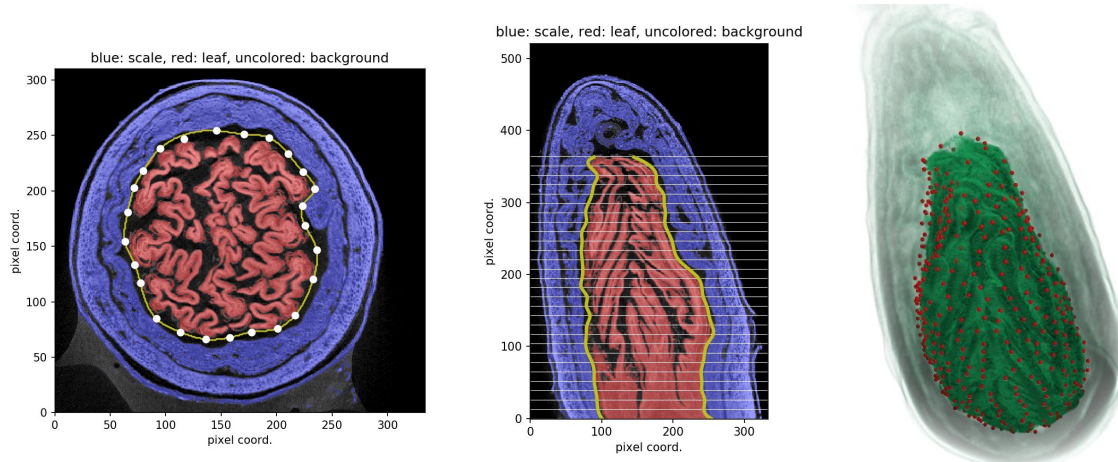 blue: scale, red: leaf, uncolored: background
300
250
200
150
100
50
0
pixel coord.
0 50 100 150 200 250 300
pixel coord.
blue: scale, red: leaf, uncolored: background
500
400
300
200
100
0
pixel coord.
0 100 200 300
pixel coord.